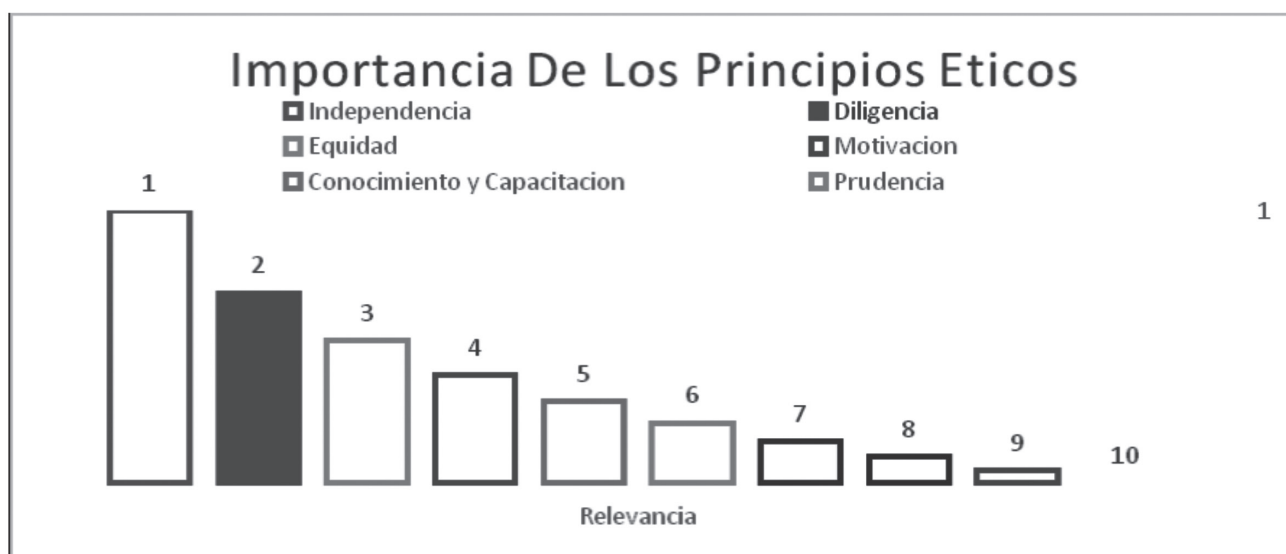 Importancia De Los Principios Eticos
Independencia Diligencia
Equidad Motivacion
Conocimiento y Capacitacion Prudencia
1
1
2
3
4
5
6
7
8
9
10
Relevancia